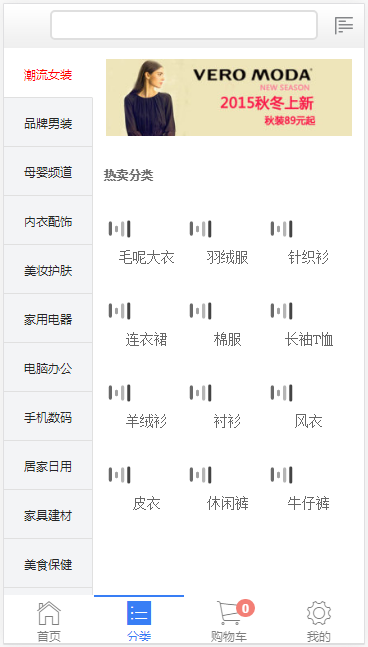 潮流女装
品牌男装
母婴频道
内衣配饰
美妆护肤
家用电器
电脑办公
手机数码
居家日用
家具建材
美食保健
VERO MODA
NEW SEASON
2015秋冬上新
秋装89元起
热卖分类
毛呢大衣 羽绒服 针织衫
连衣裙 棉服 长袖T恤
羊绒衫 衬衫 风衣
皮衣 休闲裤 牛仔裤
0
首页 分类 购物车 我的